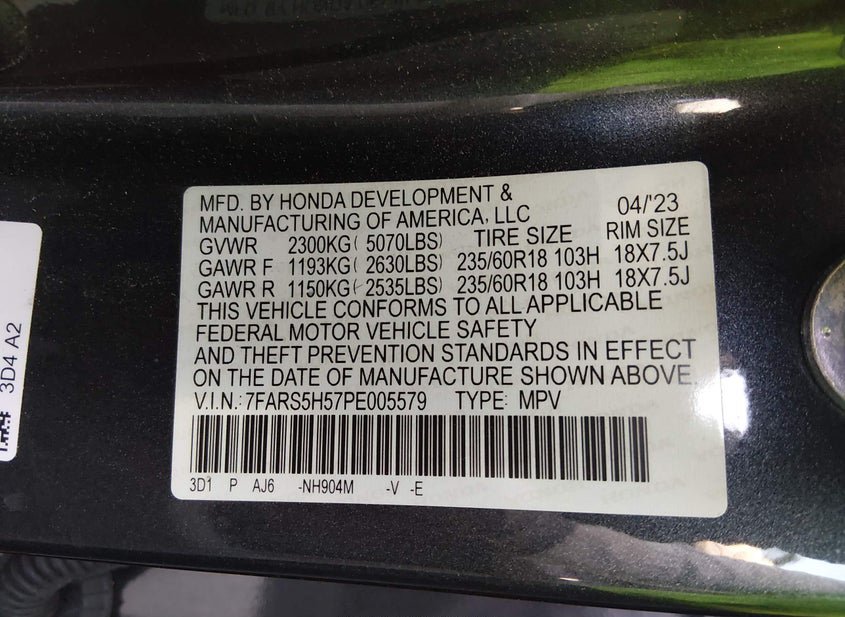 MFD. BY HONDA DEVELOPMENT &
MANUFACTURING OF AMERICA, LLC 04/'23
GVWR 2300KG( 5070LBS) TIRE SIZE RIM SIZE
GAWR F 1193KG( 2630LBS) 235/60R18 103H 18X7.5J
GAWR R 1150KG( 2535LBS) 235/60R18 103H 18X7.5J
THIS VEHICLE CONFORMS TO ALL APPLICABLE
FEDERAL MOTOR VEHICLE SAFETY
AND THEFT PREVENTION STANDARDS IN EFFECT
ON THE DATE OF MANUFACTURE SHOWN ABOVE.
V.I.N.:7FARS5H57PE005579 TYPE: MPV
3D1 P AJ6 -NH904M -V -E
3D4 A2